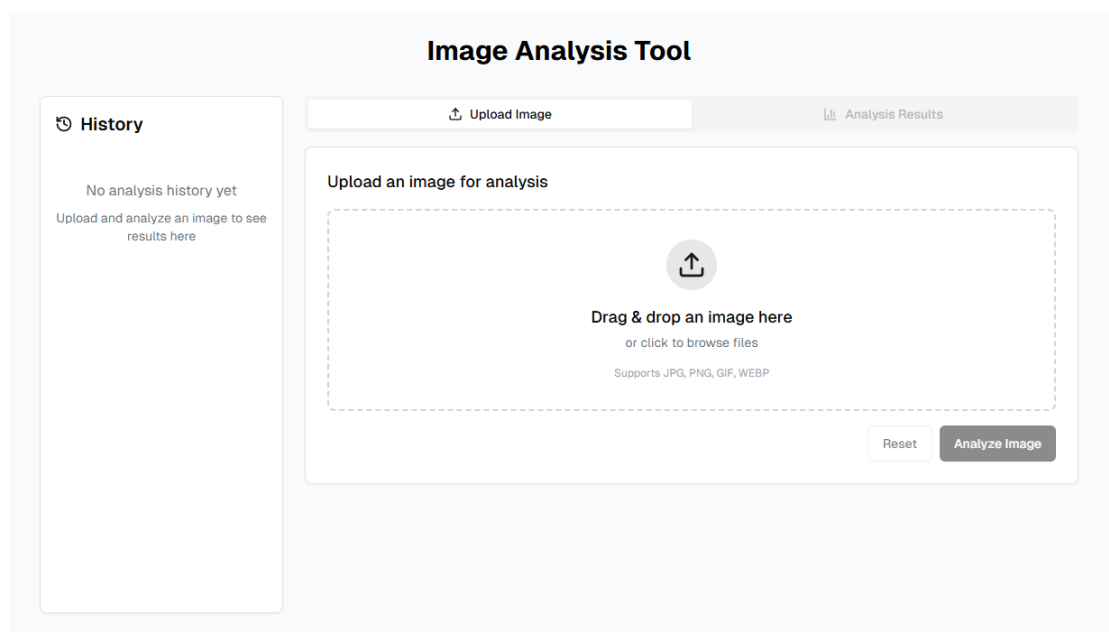 Image Analysis Tool
History
No analysis history yet
Upload and analyze an image to see
results here
Upload Image
Analysis Results
Upload an image for analysis
Drag & drop an image here
or click to browse files
Supports JPG, PNG, GIF, WEBP
Reset
Analyze Image